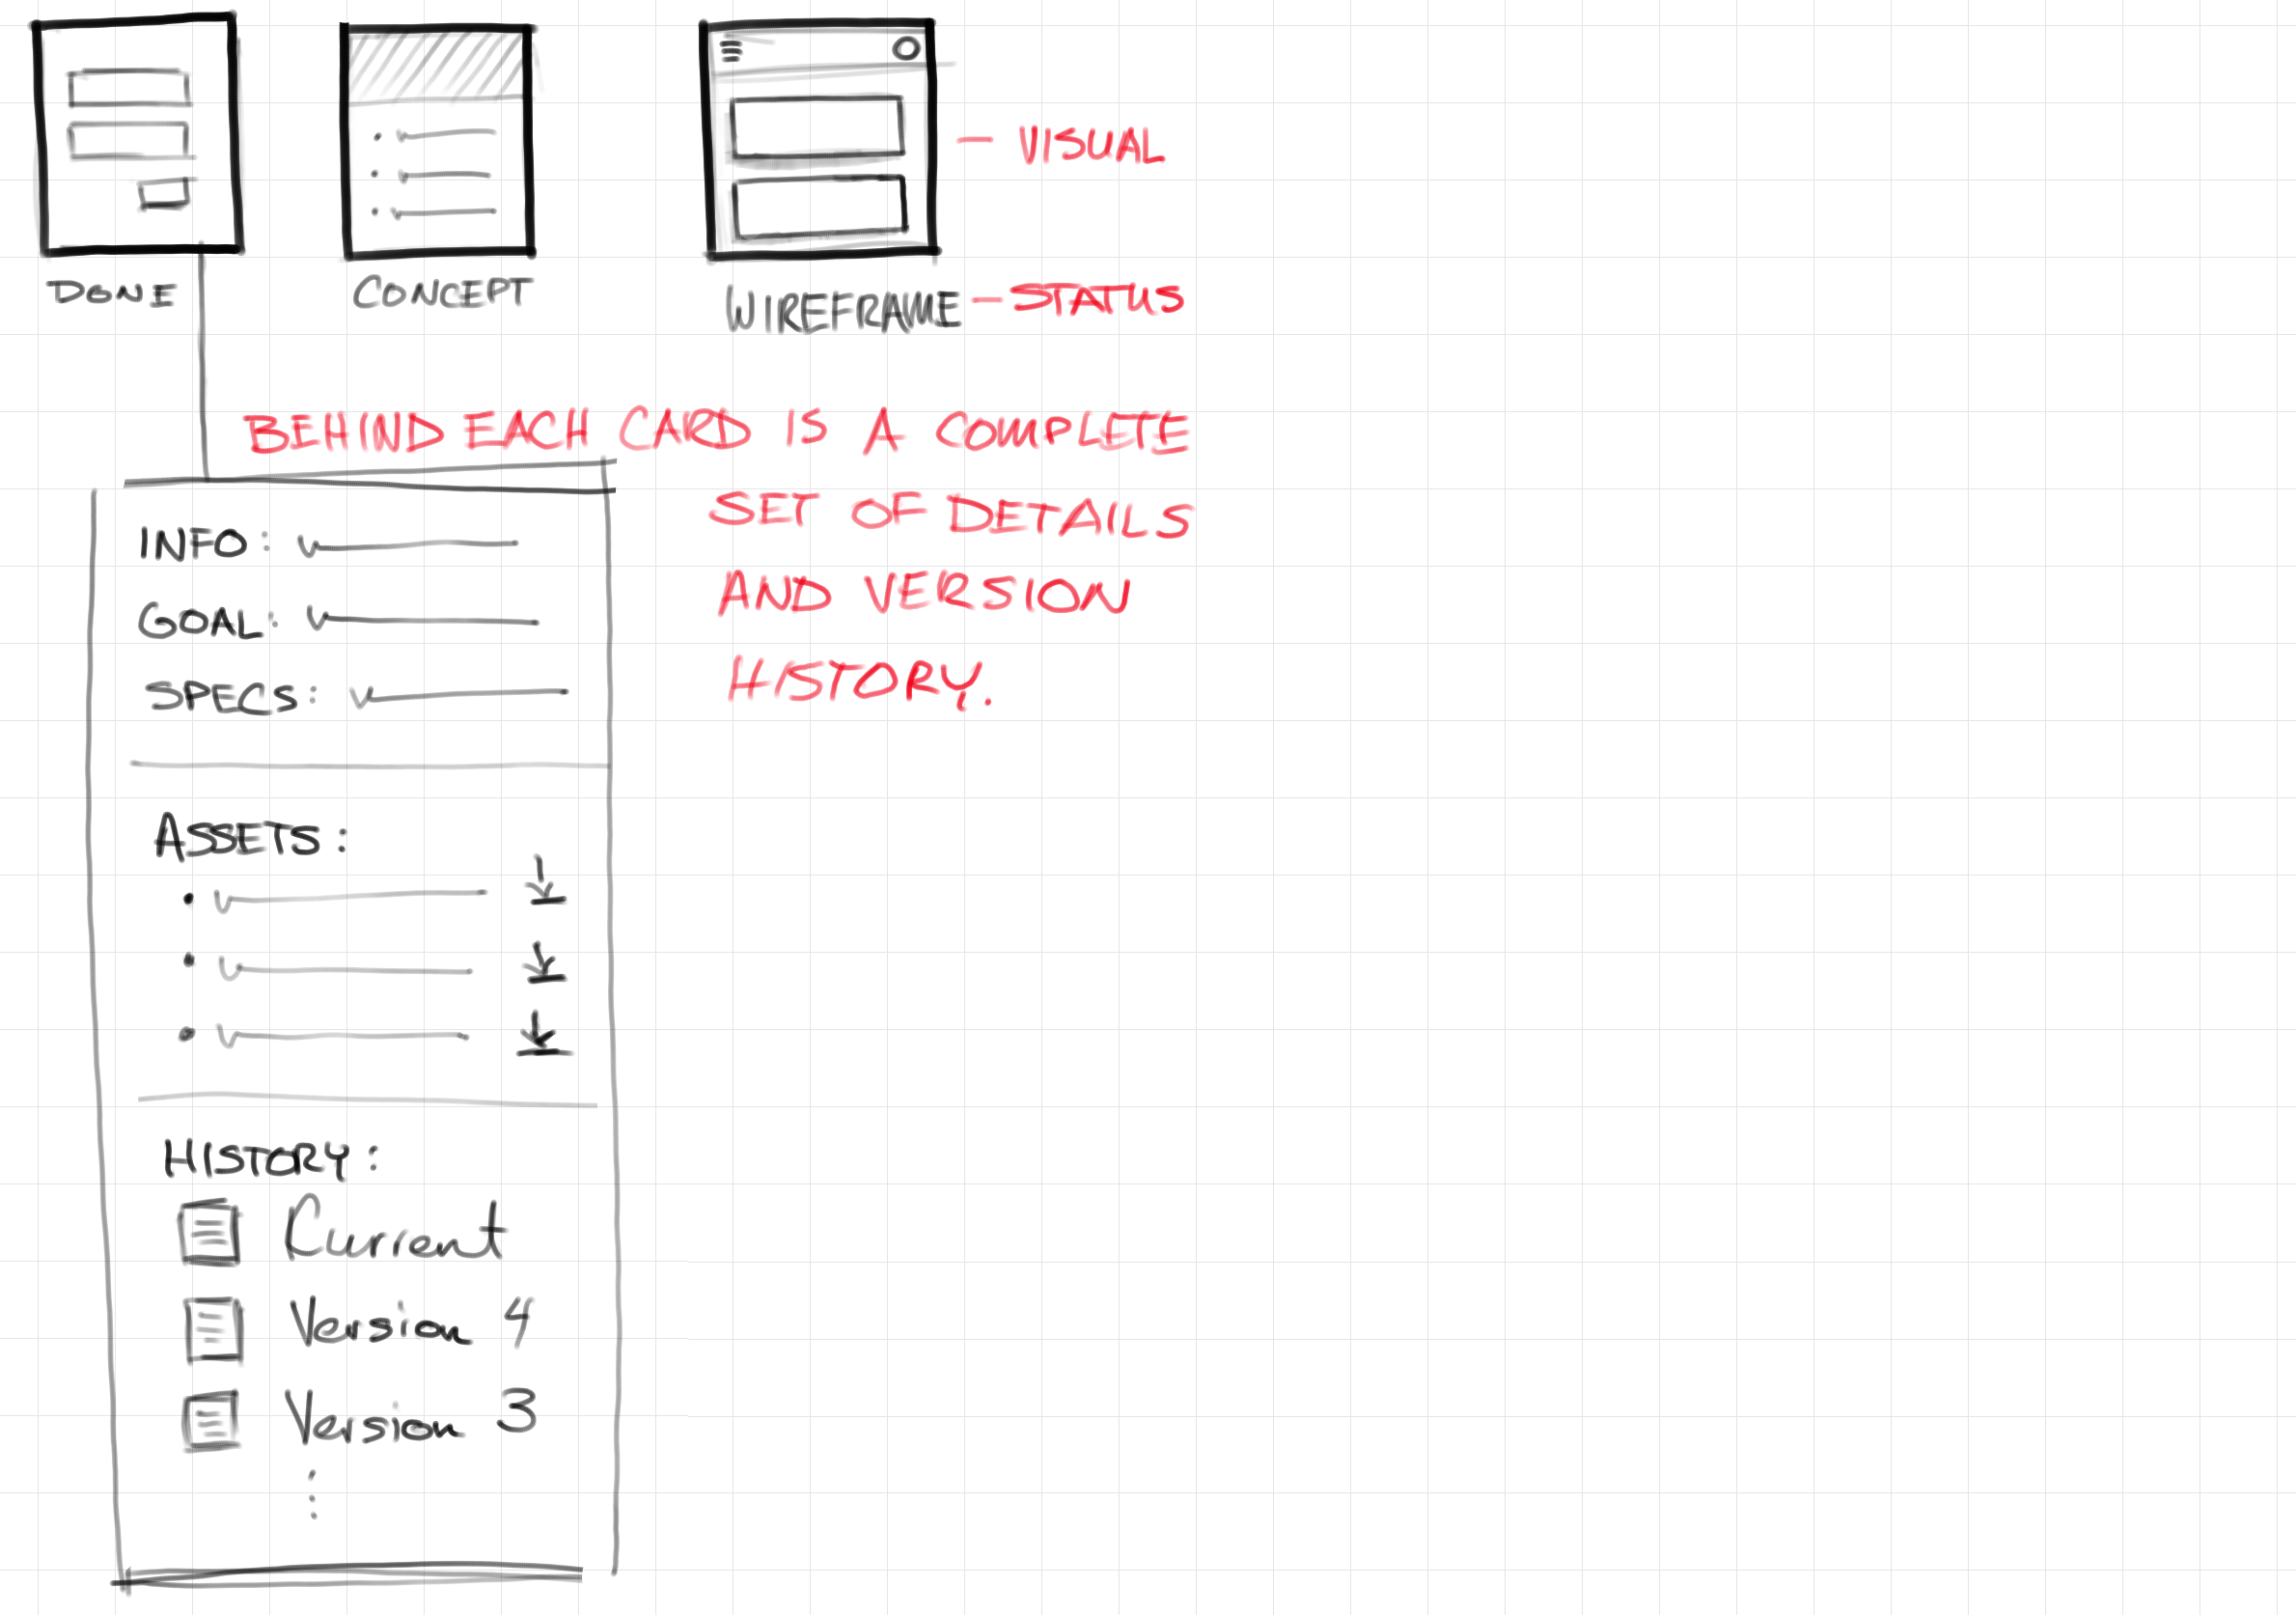 - VISUAL
DONE
CONCEPT
WIREFRAME - STATUS
BEHIND EACH CARD IS A COMPLETE
SET OF DETAILS
AND VERSION
HISTORY.
INFO:
GOAL:
SPECS:
ASSETS:
HISTORY:
Current
Version 4
Version 3